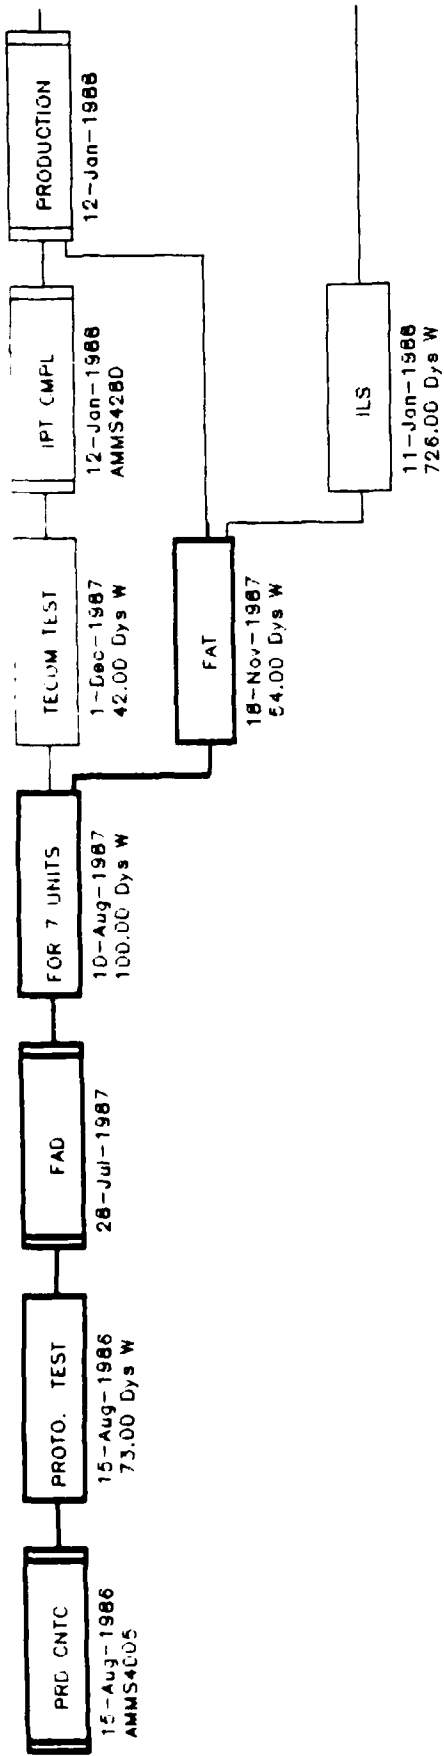 PRD CNTC
15-Aug-1986
AMMS4005
PROTO. TEST
15-Aug-1986
73.00 Dys W
FAD
28-Jul-1987
FOR 7 UNITS
10-Aug-1987
100.00 Dys W
TECOM TEST
1-Dec-1987
42.00 Dys W
IPT CMPL
12-Jan-1988
AMMS4280
PRODUCTION
12-Jan-1988
FAT
18-Nov-1987
54.00 Dys W
ILS
11-Jan-1988
726.00 Dys W